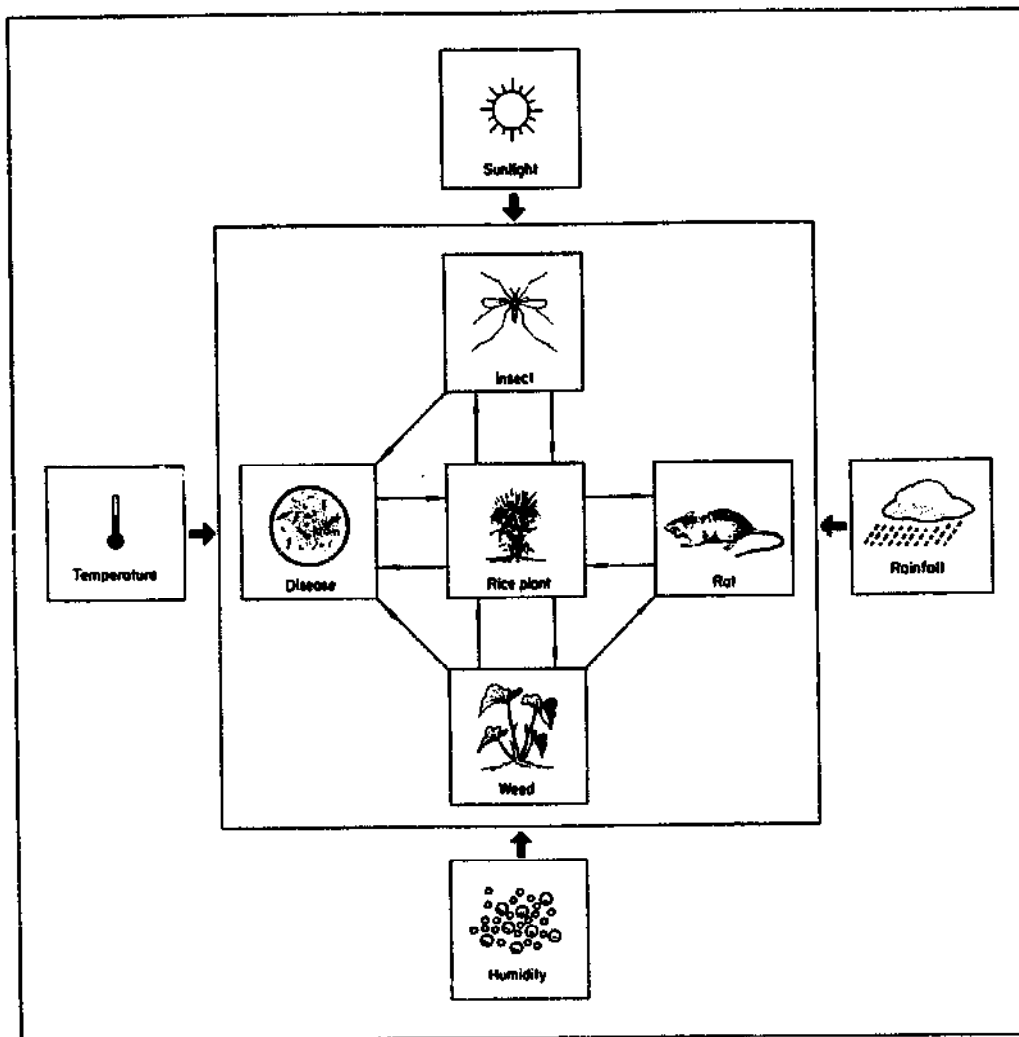 Sunlight
Insect
Temperature
Disease
Rice plant
Rat
Rainfall
Weed
Humidity